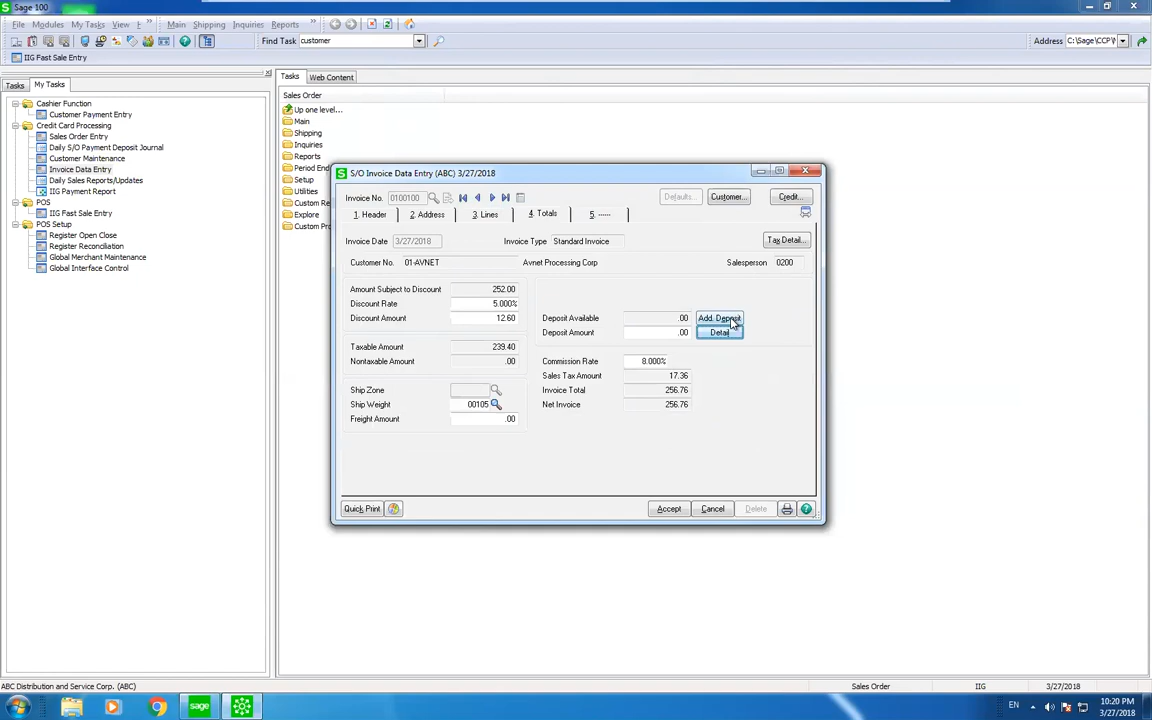 Sage 100
File Modules My Tasks View Main Shipping Inquiries Reports
Find Task customer Address C:\Sage\CCP\
IIG Fast Sale Entry
Tasks My Tasks
Cashier Function
Customer Payment Entry
Credit Card Processing
Sales Order Entry
Daily S/O Payment Deposit Journal
Customer Maintenance
Invoice Data Entry
Daily Sales Reports/Updates
IIG Payment Report
POS
IIG Fast Sale Entry
POS Setup
Register Open Close
Register Reconciliation
Global Merchant Maintenance
Global Interface Control
Tasks Web Content
Sales Order
Up one level...
Main
Shipping
Inquiries
Reports
Period End
Setup
Utilities
Custom Re
Explore
Custom Pro
S/O Invoice Data Entry (ABC) 3/27/2018
Invoice No. 0100100 Defaults... Customer... Credit...
1. Header 2. Address 3. Lines 4. Totals 5. ------
Invoice Date 3/27/2018 Invoice Type Standard Invoice Tax Detail...
Customer No. 01-AVNET Avnet Processing Corp Salesperson 0200
Amount Subject to Discount 252.00
Discount Rate 5.000%
Discount Amount 12.60
Taxable Amount 239.40
Nontaxable Amount .00
Ship Zone
Ship Weight 00105
Freight Amount .00
Deposit Available .00 Add. Deposit
Deposit Amount .00 Detail
Commission Rate 8.000%
Sales Tax Amount 17.36
Invoice Total 256.76
Net Invoice 256.76
Quick Print Accept Cancel Delete
ABC Distribution and Service Corp. (ABC) Sales Order IIG 3/27/2018
sage EN 10:20 PM
3/27/2018